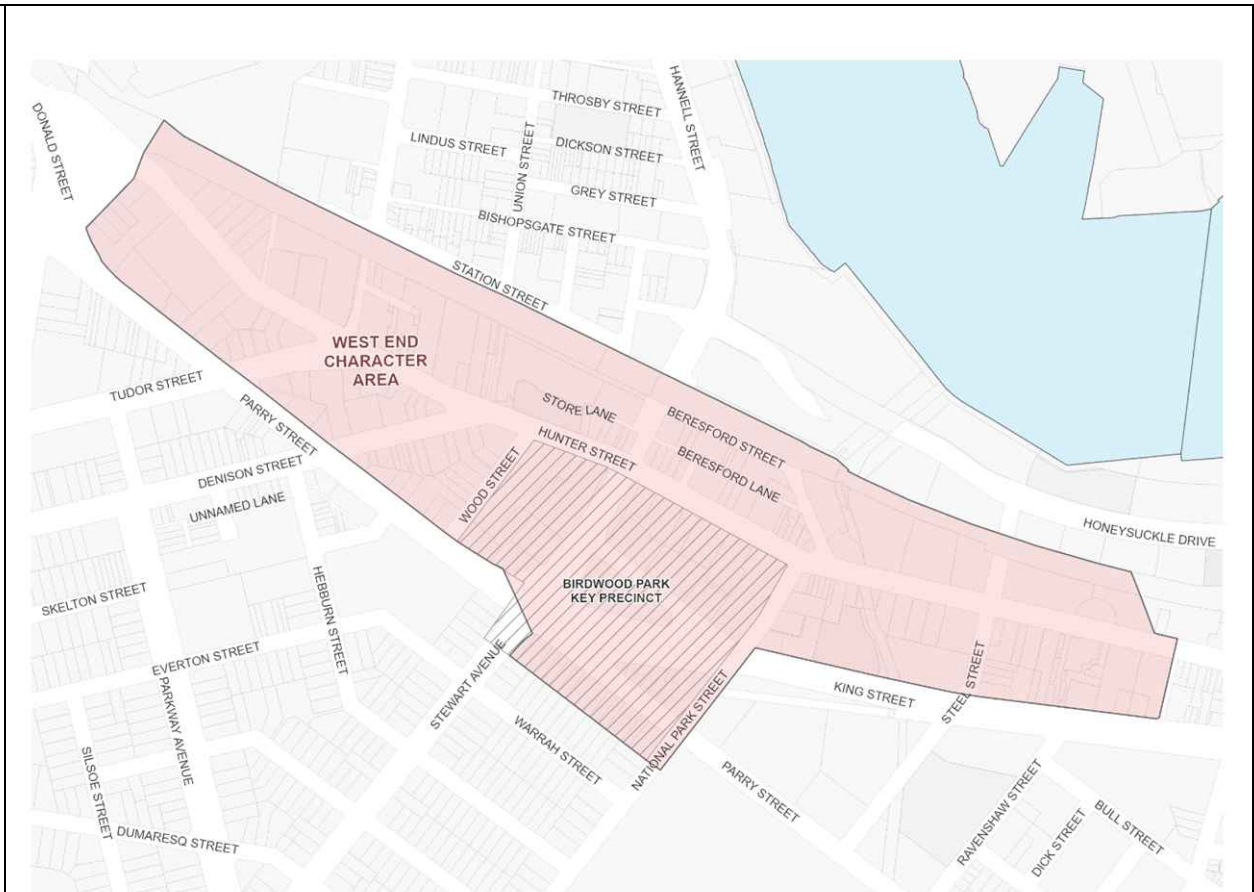 THROSBY STREET
HANNELL STREET
DONALD STREET
LINDUS STREET
UNION STREET
DICKSON STREET
GREY STREET
BISHOPSGATE STREET
STATION STREET
WEST END
CHARACTER
AREA
TUDOR STREET
PARRY STREET
STORE LANE
BERESFORD STREET
HUNTER STREET
BERESFORD LANE
DENISON STREET
WOOD STREET
UNNAMED LANE
HONEYSUCKLE DRIVE
BIRDWOOD PARK
KEY PRECINCT
SKELTON STREET
HEBBURN STREET
EVERTON STREET
STEWART AVENUE
KING STREET
STEEL STREET
PARKWAY AVENUE
WARRAH STREET
NATIONAL PARK STREET
SILSOE STREET
PARRY STREET
RAVENSHAW STREET
BULL STREET
DICK STREET
DUMARESQ STREET